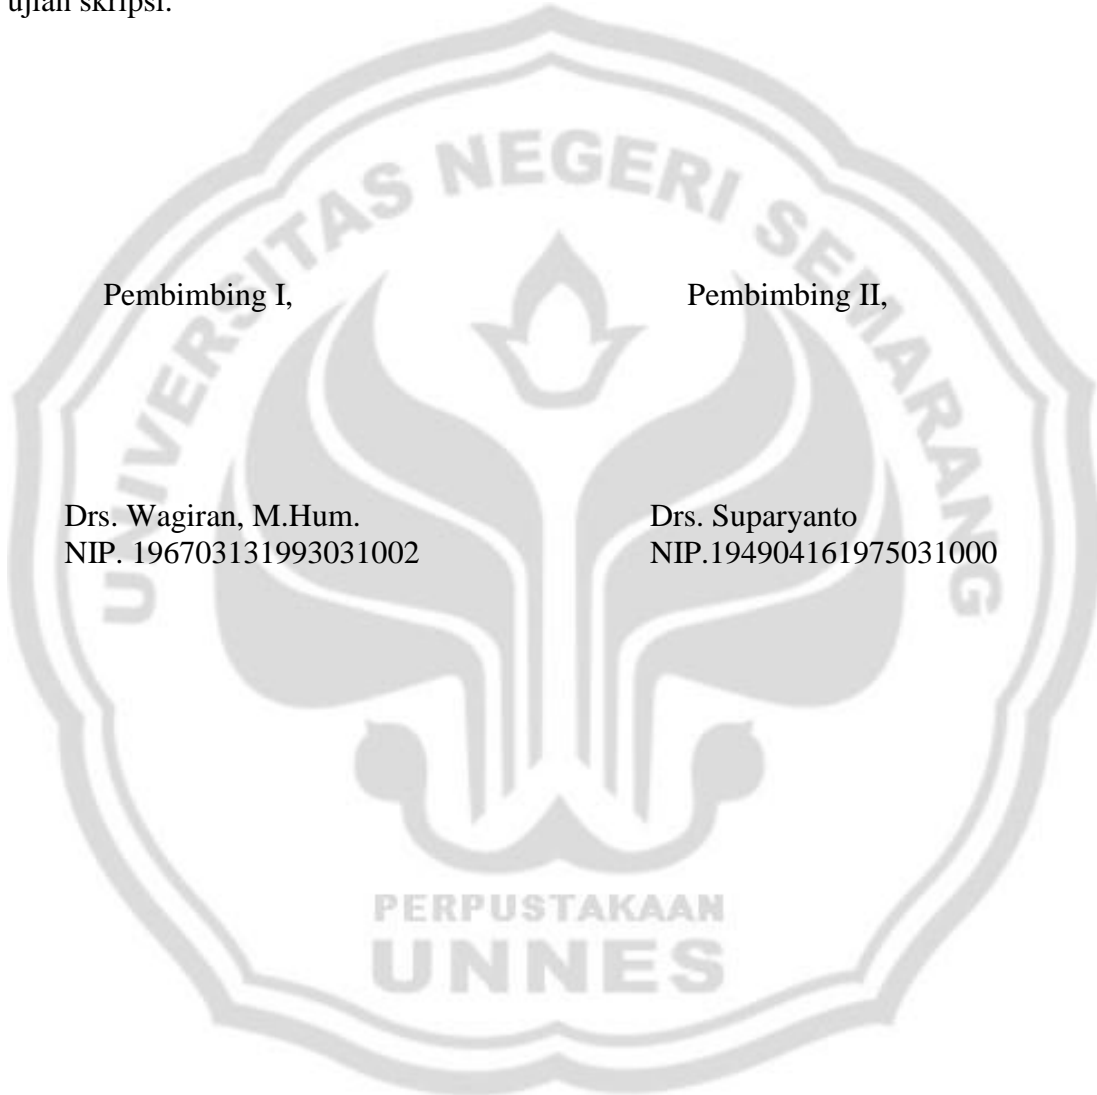 ujian skripsi.
UNIVERSITAS NEGERI SEMARANG
Pembimbing I,
Pembimbing II,
Drs. Wagiran, M.Hum.
NIP. 196703131993031002
Drs. Suparyanto
NIP.194904161975031000
PERPUSTAKAAN
UNNES